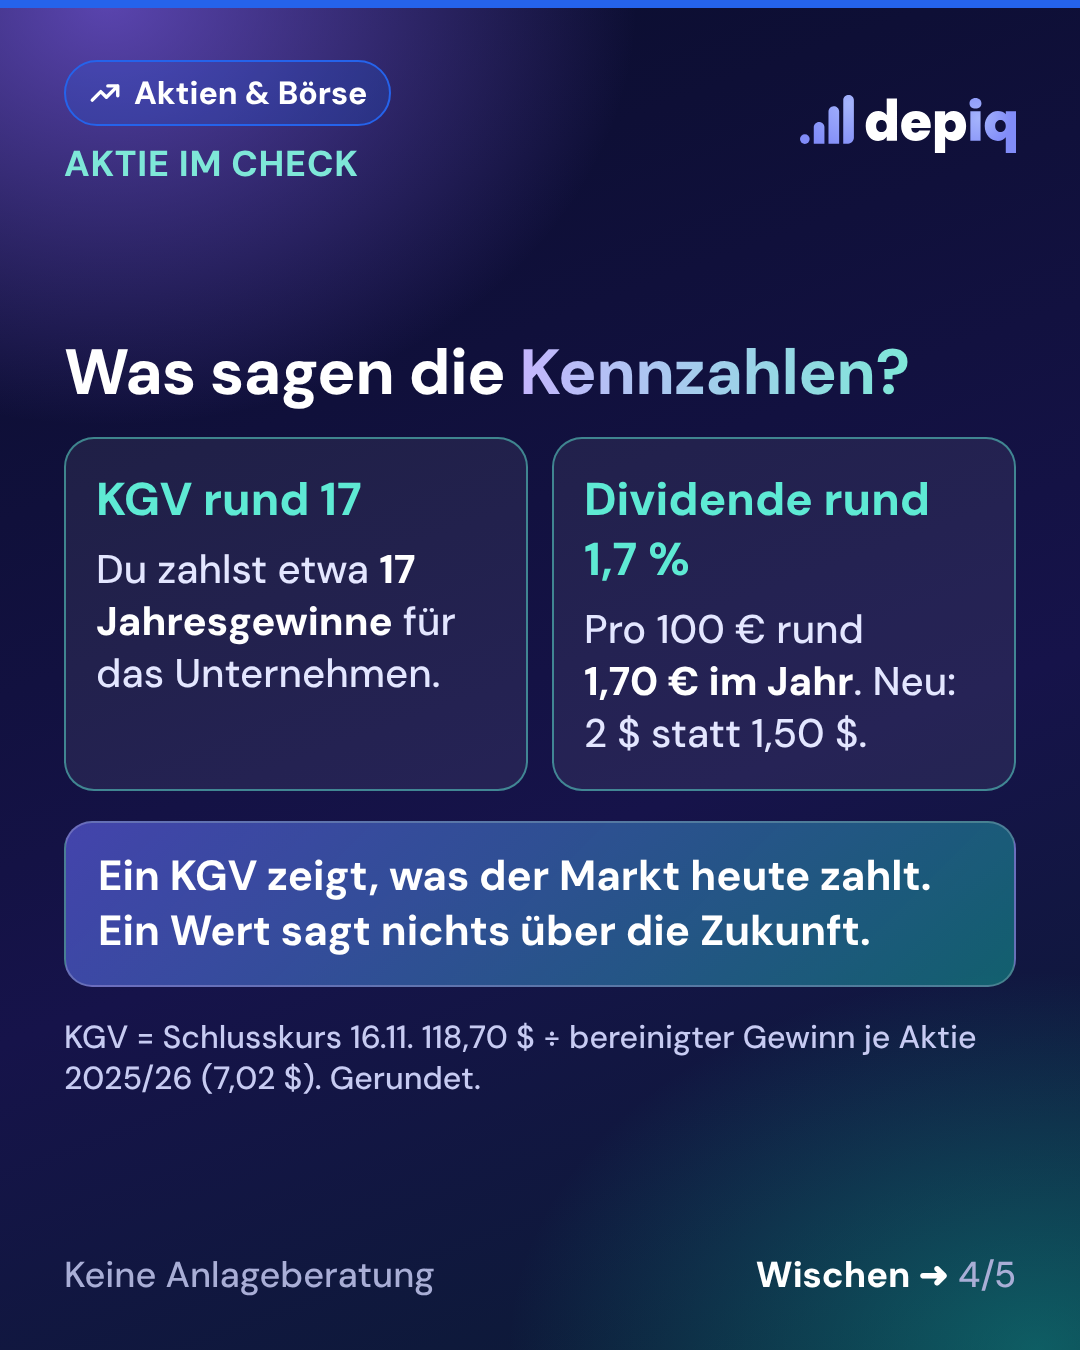 Aktien & Börse
depiq
AKTIE IM CHECK
Was sagen die Kennzahlen?
KGV rund 17
Du zahlst etwa 17
Jahresgewinne für
das Unternehmen.
Dividende rund
1,7 %
Pro 100 € rund
1,70 € im Jahr. Neu:
2 $ statt 1,50 $.
Ein KGV zeigt, was der Markt heute zahlt.
Ein Wert sagt nichts über die Zukunft.
KGV = Schlusskurs 16.11. 118,70 $ ÷ bereinigter Gewinn je Aktie
2025/26 (7,02 $). Gerundet.
Keine Anlageberatung
Wischen ➜ 4/5